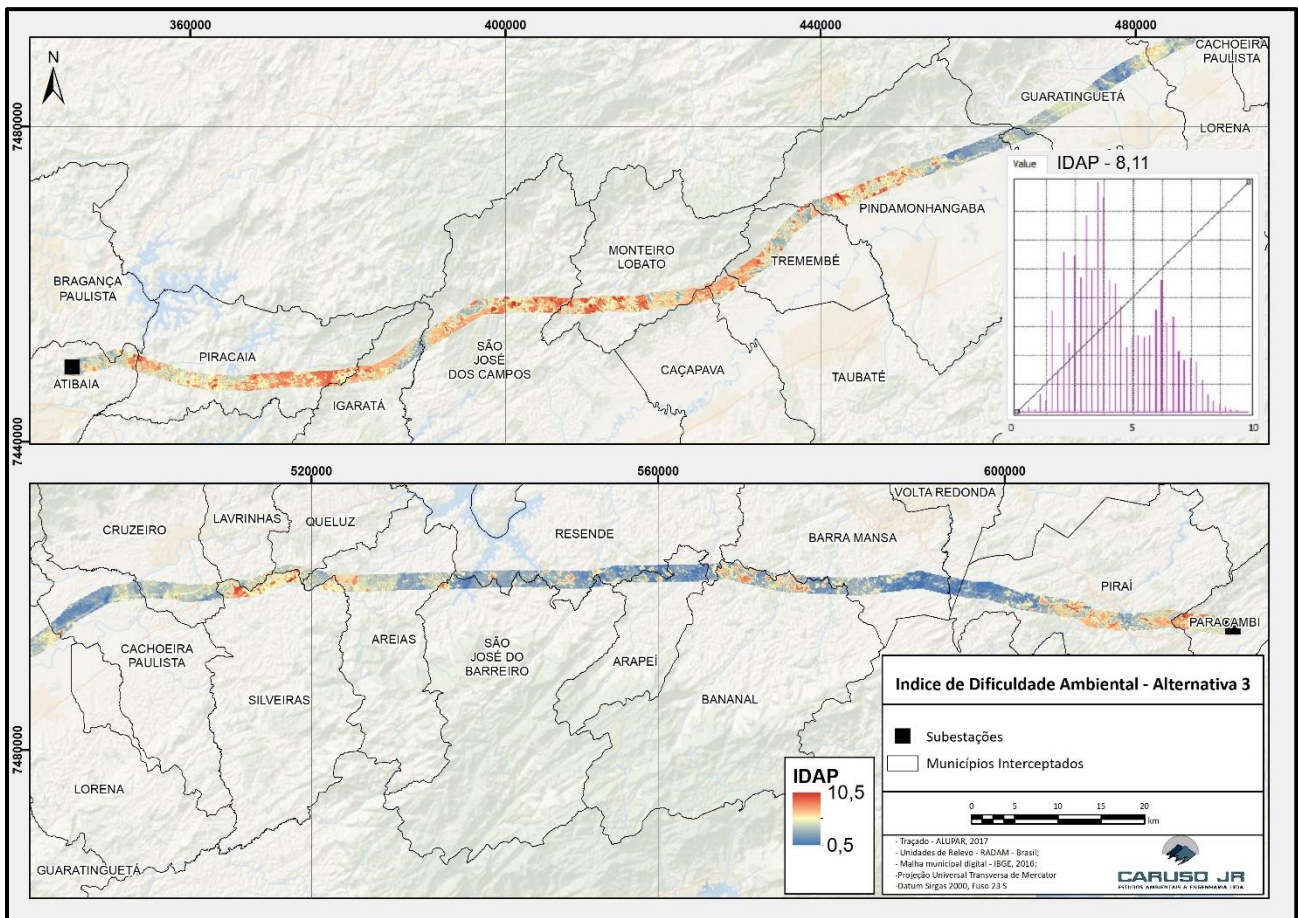 360000
400000
440000
480000
N
CACHOEIRA
PAULISTA
GUARATINGUETÁ
7480000
LORENA
Value
IDAP - 8,11
PINDAMONHANGABA
MONTEIRO
LOBATO
TREMEMBÉ
BRAGANÇA
PAULISTA
PIRACAIA
SÃO
JOSÉ
DOS CAMPOS
CAÇAPAVA
TAUBATÉ
ATIBAIA
IGARATÁ
0
5
10
7440000
520000
560000
600000
VOLTA REDONDA
LAVRINHAS
QUELUZ
CRUZEIRO
RESENDE
BARRA MANSA
PIRAÍ
PARACAMBI
AREIAS
SÃO
JOSÉ DO
BARREIRO
CACHOEIRA
PAULISTA
ARAPEÍ
SILVEIRAS
BANANAL
7480000
LORENA
GUARATINGUETÁ
IDAP
10,5
-
0,5
Indice de Dificuldade Ambiental - Alternativa 3
Subestações
Municípios Interceptados
0 5 10 15 20
km
- Traçado - ALUPAR, 2017
- Unidades de Relevo - RADAM - Brasil;
- Malha municipal digital - IBGE, 2016;
-Projeção Universal Transversa de Mercator
-Datum Sirgas 2000, Fuso 23 S
CARUSO JR
ESTUDOS AMBIENTAIS & ENGENHARIA LTDA